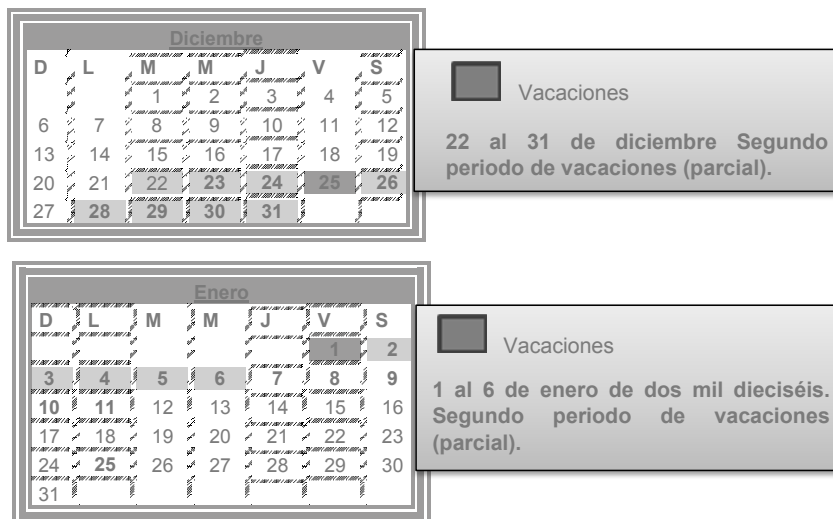 Diciembre
D L M M J V S
1 2 3 4 5
6 7 8 9 10 11 12
13 14 15 16 17 18 19
20 21 22 23 24 25 26
27 28 29 30 31
Vacaciones
22 al 31 de diciembre Segundo
periodo de vacaciones (parcial).
Enero
D L M M J V S
1 2
3 4 5 6 7 8 9
10 11 12 13 14 15 16
17 18 19 20 21 22 23
24 25 26 27 28 29 30
31
Vacaciones
1 al 6 de enero de dos mil dieciséis.
Segundo periodo de vacaciones
(parcial).